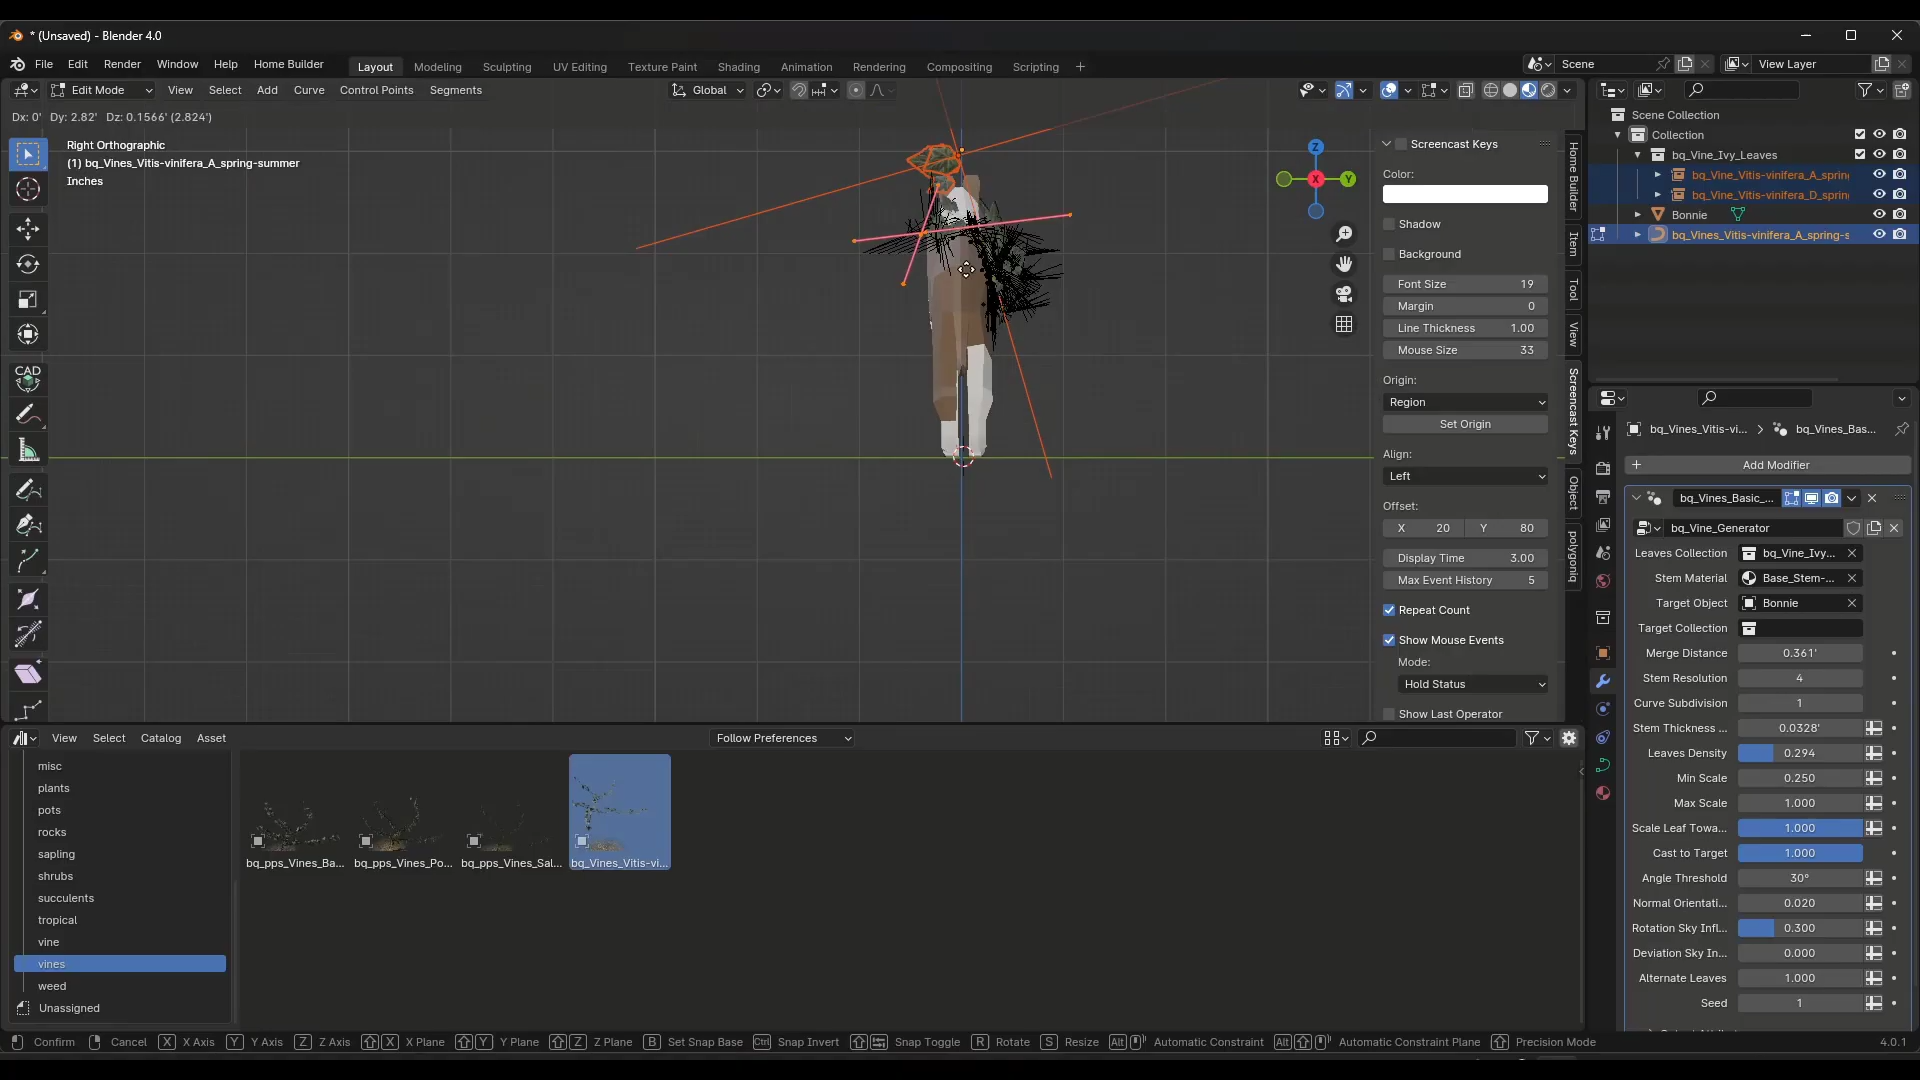 * (Unsaved) - Blender 4.0
File Edit Render Window Help Home Builder Layout Modeling Sculpting UV Editing Texture Paint Shading Animation Rendering Compositing Scripting + Scene View Layer
Edit Mode View Select Add Curve Control Points Segments Global
Dx: 0' Dy: 2.82' Dz: 0.1566' (2.824')
Right Orthographic
(1) bq_Vines_Vitis-vinifera_A_spring-summer
Inches
CAD
Z
X
Y
Screencast Keys
Color:
Shadow
Background
Font Size 19
Margin 0
Line Thickness 1.00
Mouse Size 33
Origin:
Region
Set Origin
Align:
Left
Offset:
X 20 Y 80
Display Time 3.00
Max Event History 5
Repeat Count
Show Mouse Events
Mode:
Hold Status
Show Last Operator
Home Builder
Item
Tool
View
Screencast Keys
Object
polygoniq
Scene Collection
Collection
bq_Vine_Ivy_Leaves
bq_Vine_Vitis-vinifera_A_sprin
bq_Vine_Vitis-vinifera_D_sprin
Bonnie
bq_Vines_Vitis-vinifera_A_spring-s
bq_Vines_Vitis-vi... > bq_Vines_Bas...
+ Add Modifier
bq_Vines_Basic_...
bq_Vine_Generator
Leaves Collection bq_Vine_Ivy...
Stem Material Base_Stem-...
Target Object Bonnie
Target Collection
Merge Distance 0.361'
Stem Resolution 4
Curve Subdivision 1
Stem Thickness ... 0.0328'
Leaves Density 0.294
Min Scale 0.250
Max Scale 1.000
Scale Leaf Towa... 1.000
Cast to Target 1.000
Angle Threshold 30°
Normal Orientati... 0.020
Rotation Sky Infl... 0.300
Deviation Sky In... 0.000
Alternate Leaves 1.000
Seed 1
View Select Catalog Asset Follow Preferences
misc
plants
pots
rocks
sapling
shrubs
succulents
tropical
vine
vines
weed
Unassigned
bq_pps_Vines_Ba... bq_pps_Vines_Po... bq_pps_Vines_Sal... bq_Vines_Vitis-vi...
Confirm Cancel X X Axis Y Y Axis Z Z Axis X X Plane Y Y Plane Z Z Plane B Set Snap Base Ctrl Snap Invert Snap Toggle R Rotate S Resize Alt Automatic Constraint Alt Automatic Constraint Plane Precision Mode 4.0.1